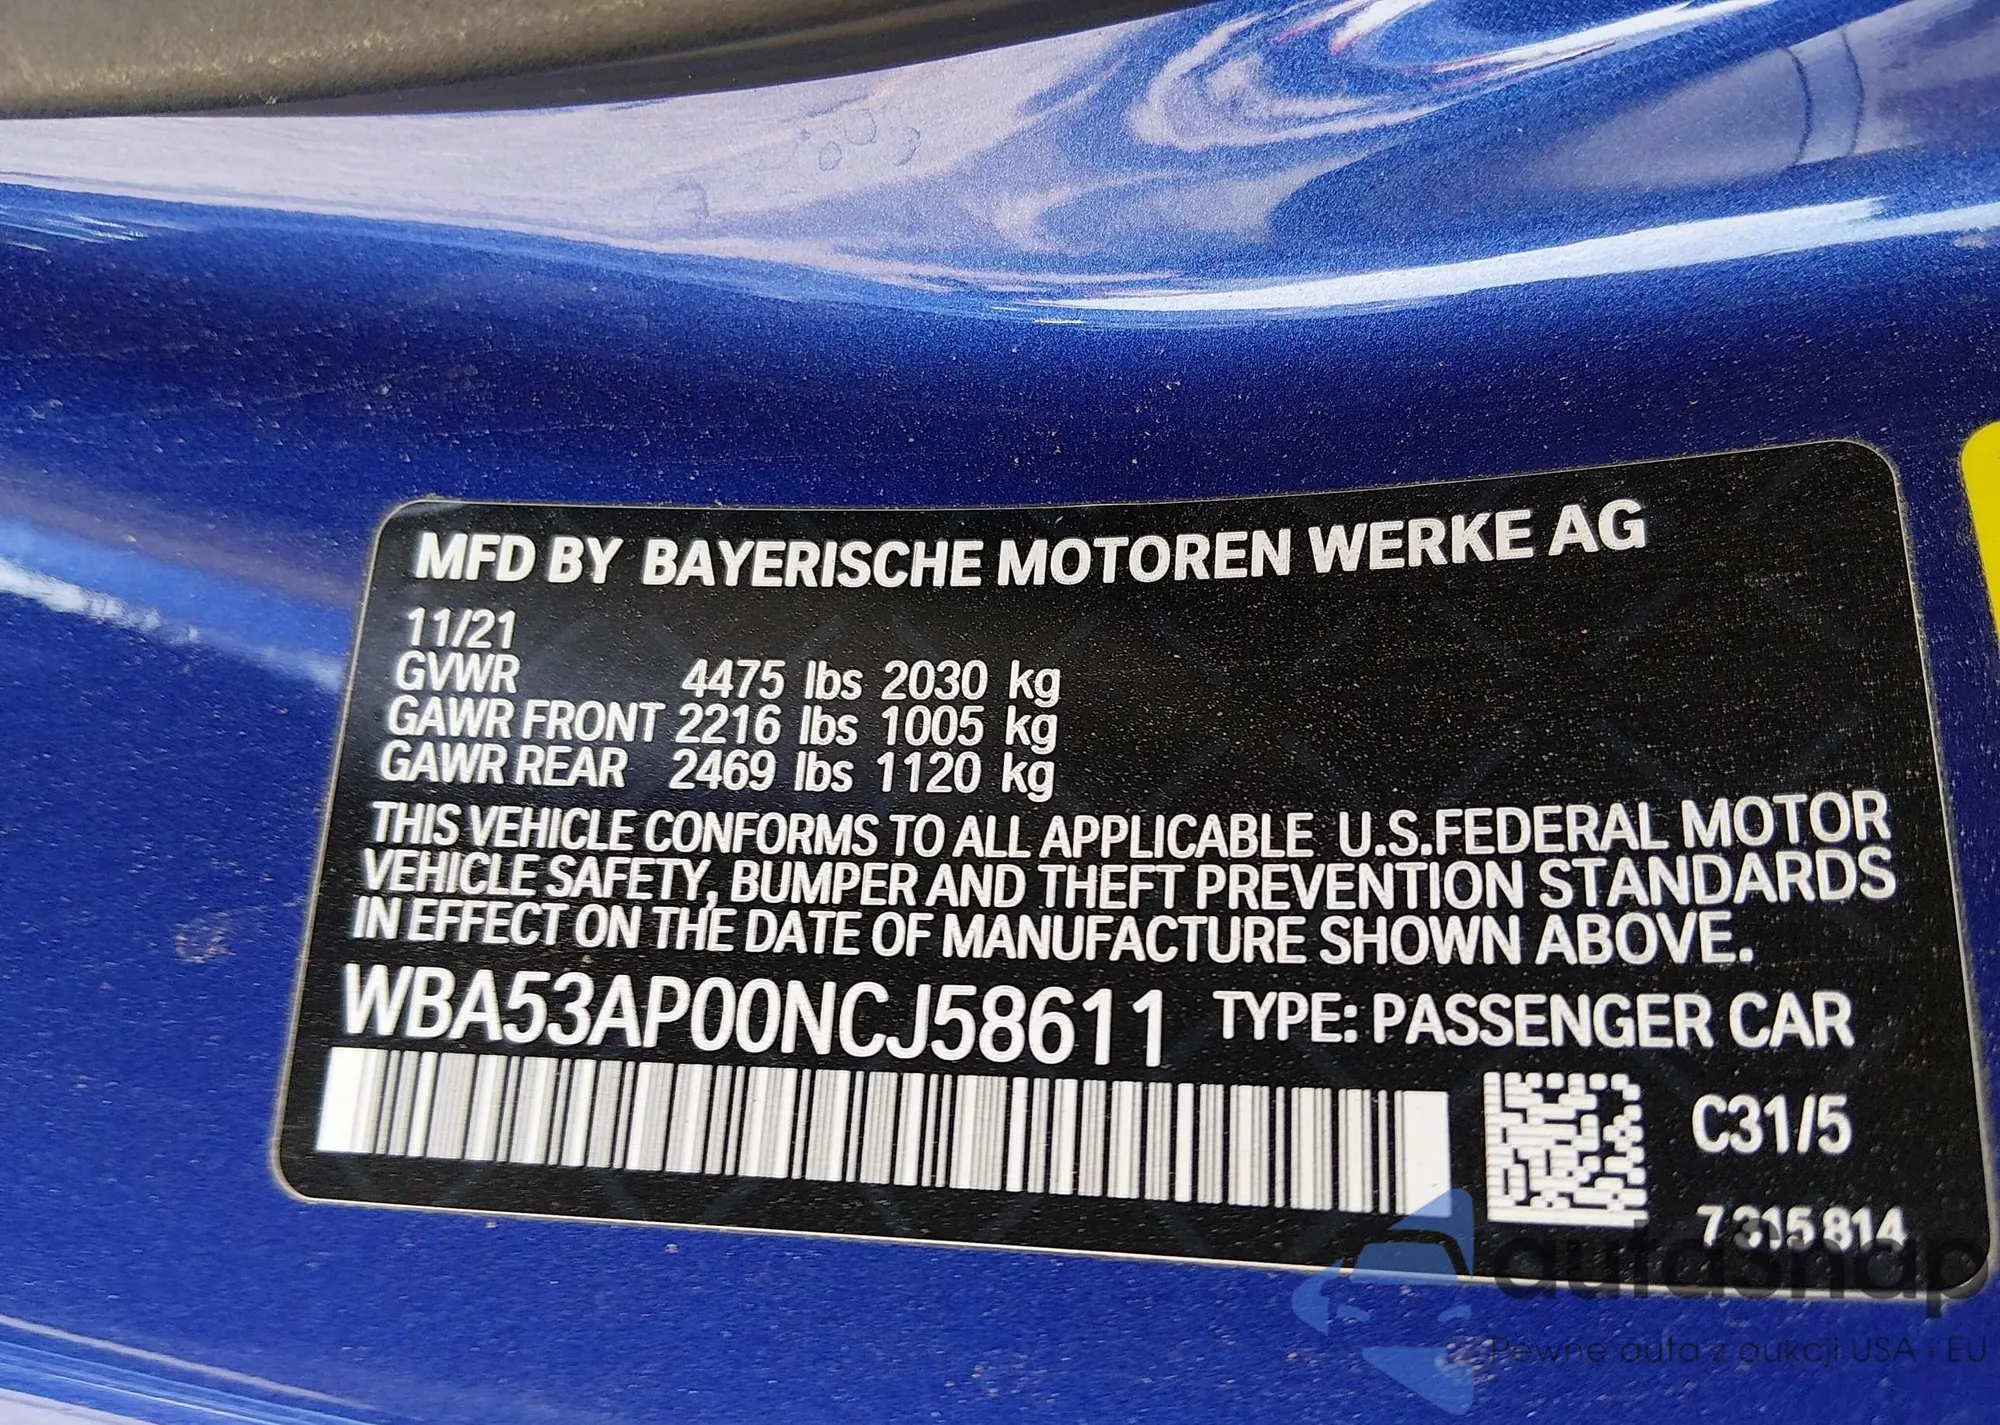 MFD BY BAYERISCHE MOTOREN WERKE AG
11/21
GVWR 4475 lbs 2030 kg
GAWR FRONT 2216 lbs 1005 kg
GAWR REAR 2469 lbs 1120 kg
THIS VEHICLE CONFORMS TO ALL APPLICABLE U.S.FEDERAL MOTOR
VEHICLE SAFETY, BUMPER AND THEFT PREVENTION STANDARDS
IN EFFECT ON THE DATE OF MANUFACTURE SHOWN ABOVE.
WBA53AP00NCJ58611 TYPE: PASSENGER CAR
C31/5
7 315 814
autosnap
Pewne auta z aukcji USA i EU